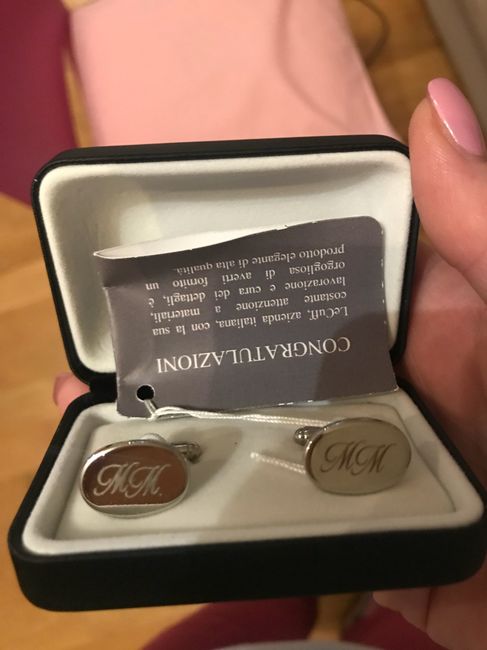 CONGRATULAZIONI
LeCuff, azienda italiana, con la sua
costante attenzione a materiali,
lavorazione e cura dei dettagli, è
orgogliosa di averti fornito un
prodotto elegante di alta qualità.
MM.
MM